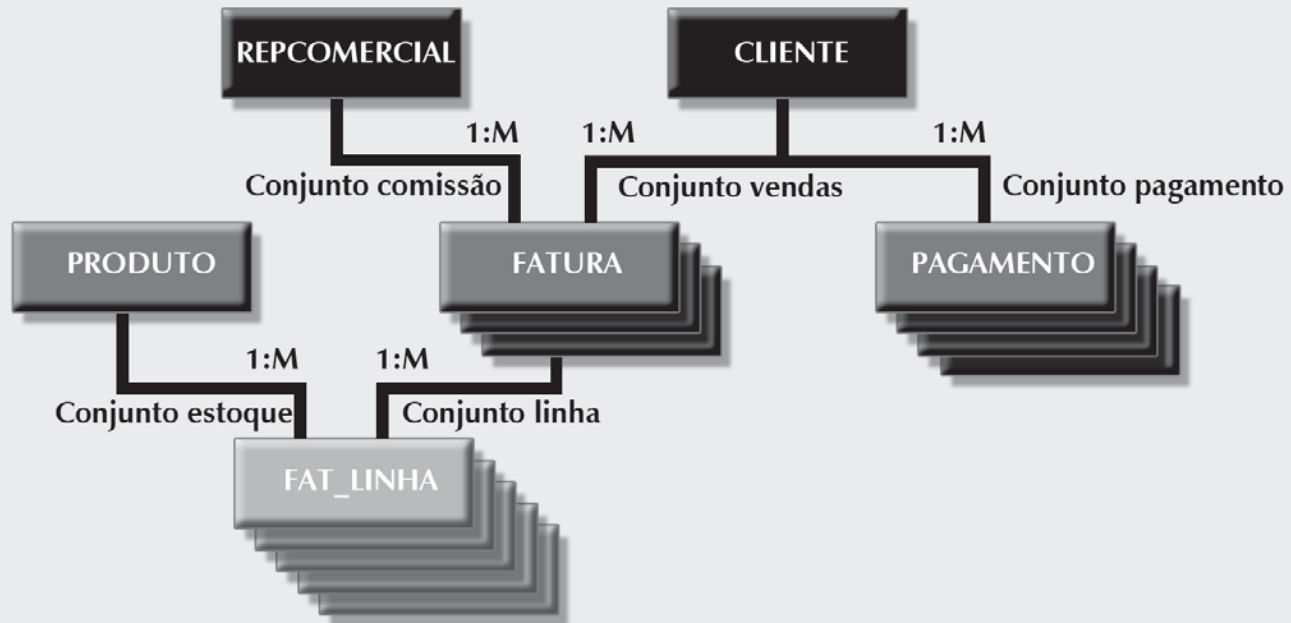 REPCOMERCIAL
CLIENTE
1:M
1:M
1:M
Conjunto comissão
Conjunto vendas
Conjunto pagamento
PRODUTO
FATURA
PAGAMENTO
1:M
1:M
Conjunto estoque
Conjunto linha
FAT_LINHA